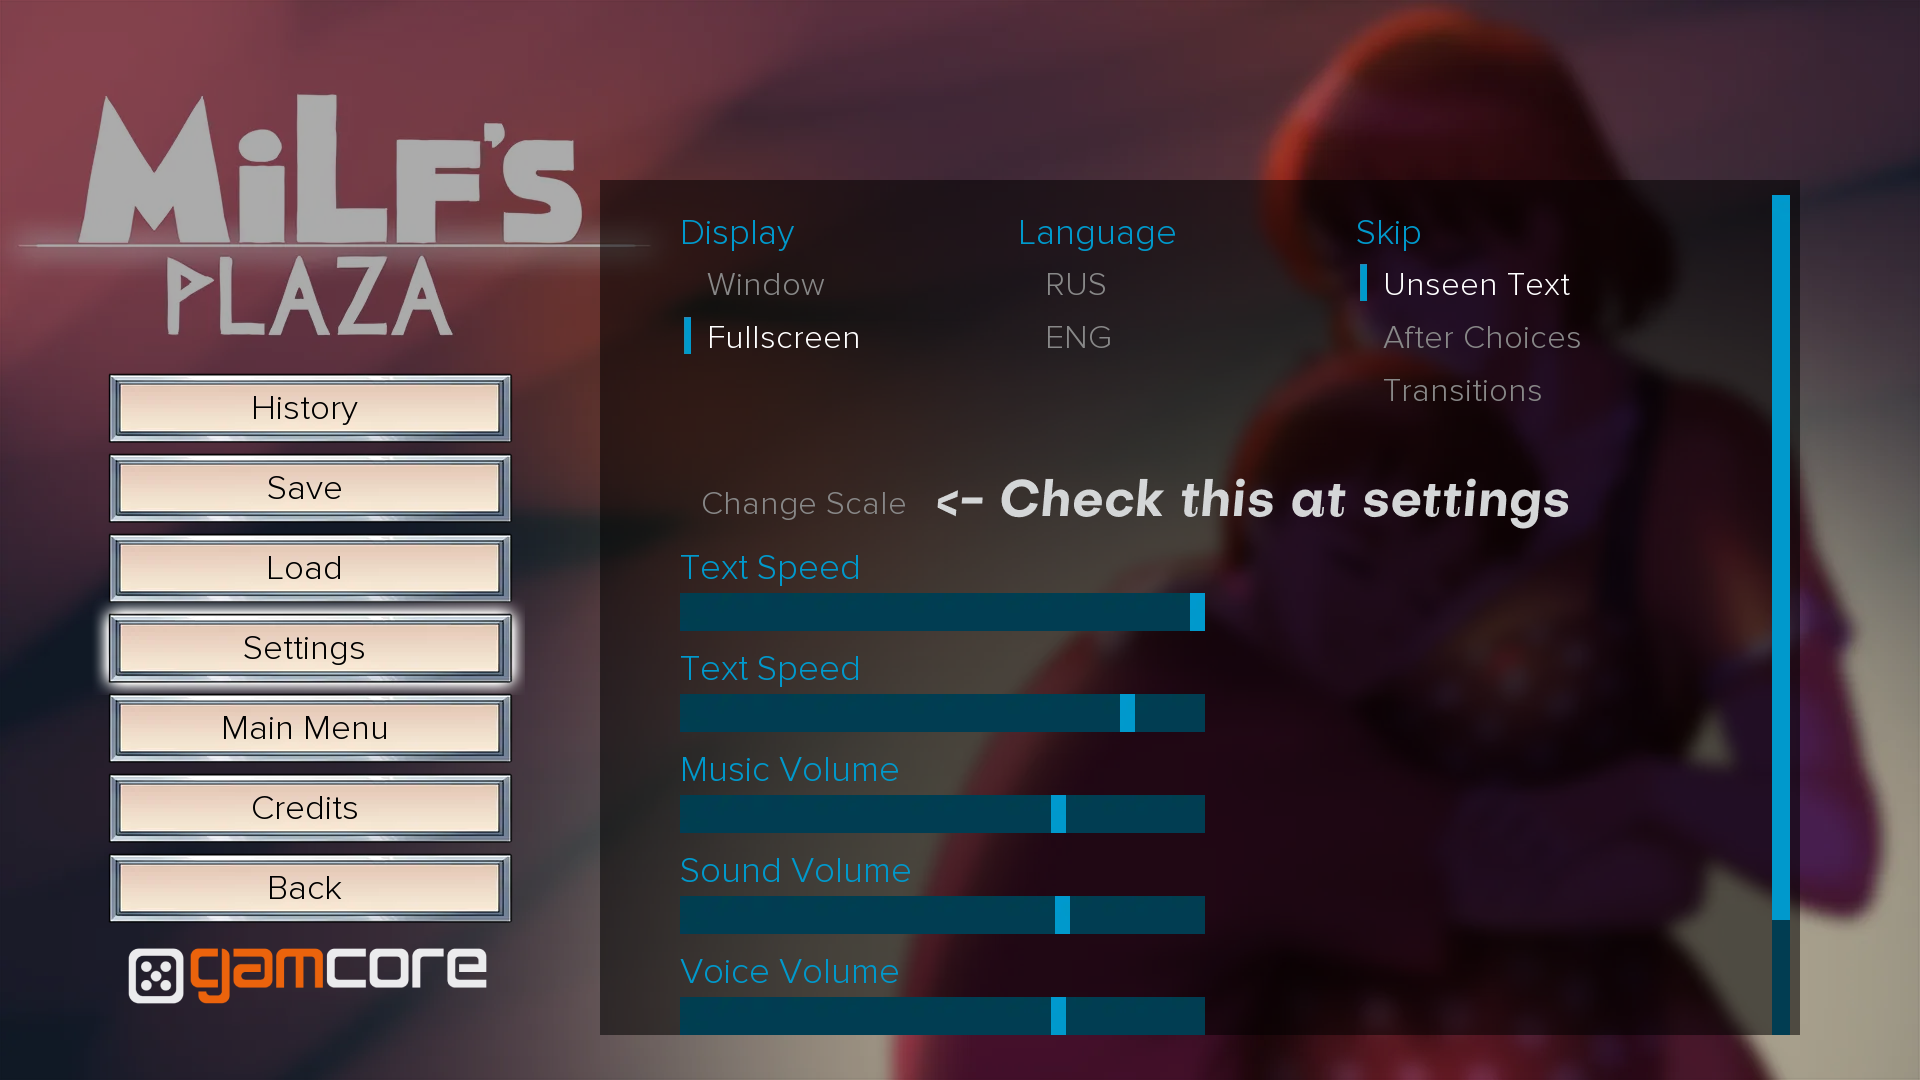 MiLF'S
PLAZA
History
Save
Load
Settings
Main Menu
Credits
Back
gamcore
Display
Window
Fullscreen
Language
RUS
ENG
Skip
Unseen Text
After Choices
Transitions
Change Scale <- Check this at settings
Text Speed
Text Speed
Music Volume
Sound Volume
Voice Volume